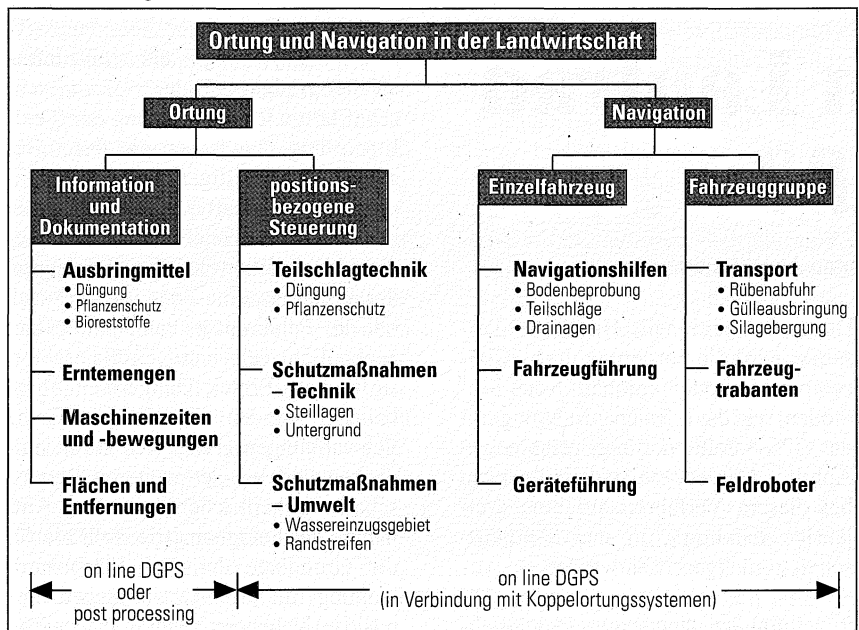 Ortung und Navigation in der Landwirtschaft
Ortung
Navigation
Information
und
Dokumentation
positions-
bezogene
Steuerung
Einzelfahrzeug
Fahrzeuggruppe
Ausbringmittel
• Düngung
• Pflanzenschutz
• Bioreststoffe
Erntemengen
Maschinenzeiten
und -bewegungen
Flächen und
Entfernungen
Teilschlagtechnik
• Düngung
• Pflanzenschutz
Schutzmaßnahmen
– Technik
• Steillagen
• Untergrund
Schutzmaßnahmen
– Umwelt
• Wassereinzugsgebiet
• Randstreifen
Navigationshilfen
• Bodenbeprobung
• Teilschläge
• Drainagen
Fahrzeugführung
Geräteführung
Transport
• Rübenabfuhr
• Gülleausbringung
• Silagebergung
Fahrzeug-
trabanten
Feldroboter
on line DGPS
oder
post processing
on line DGPS
(in Verbindung mit Koppelortungssystemen)